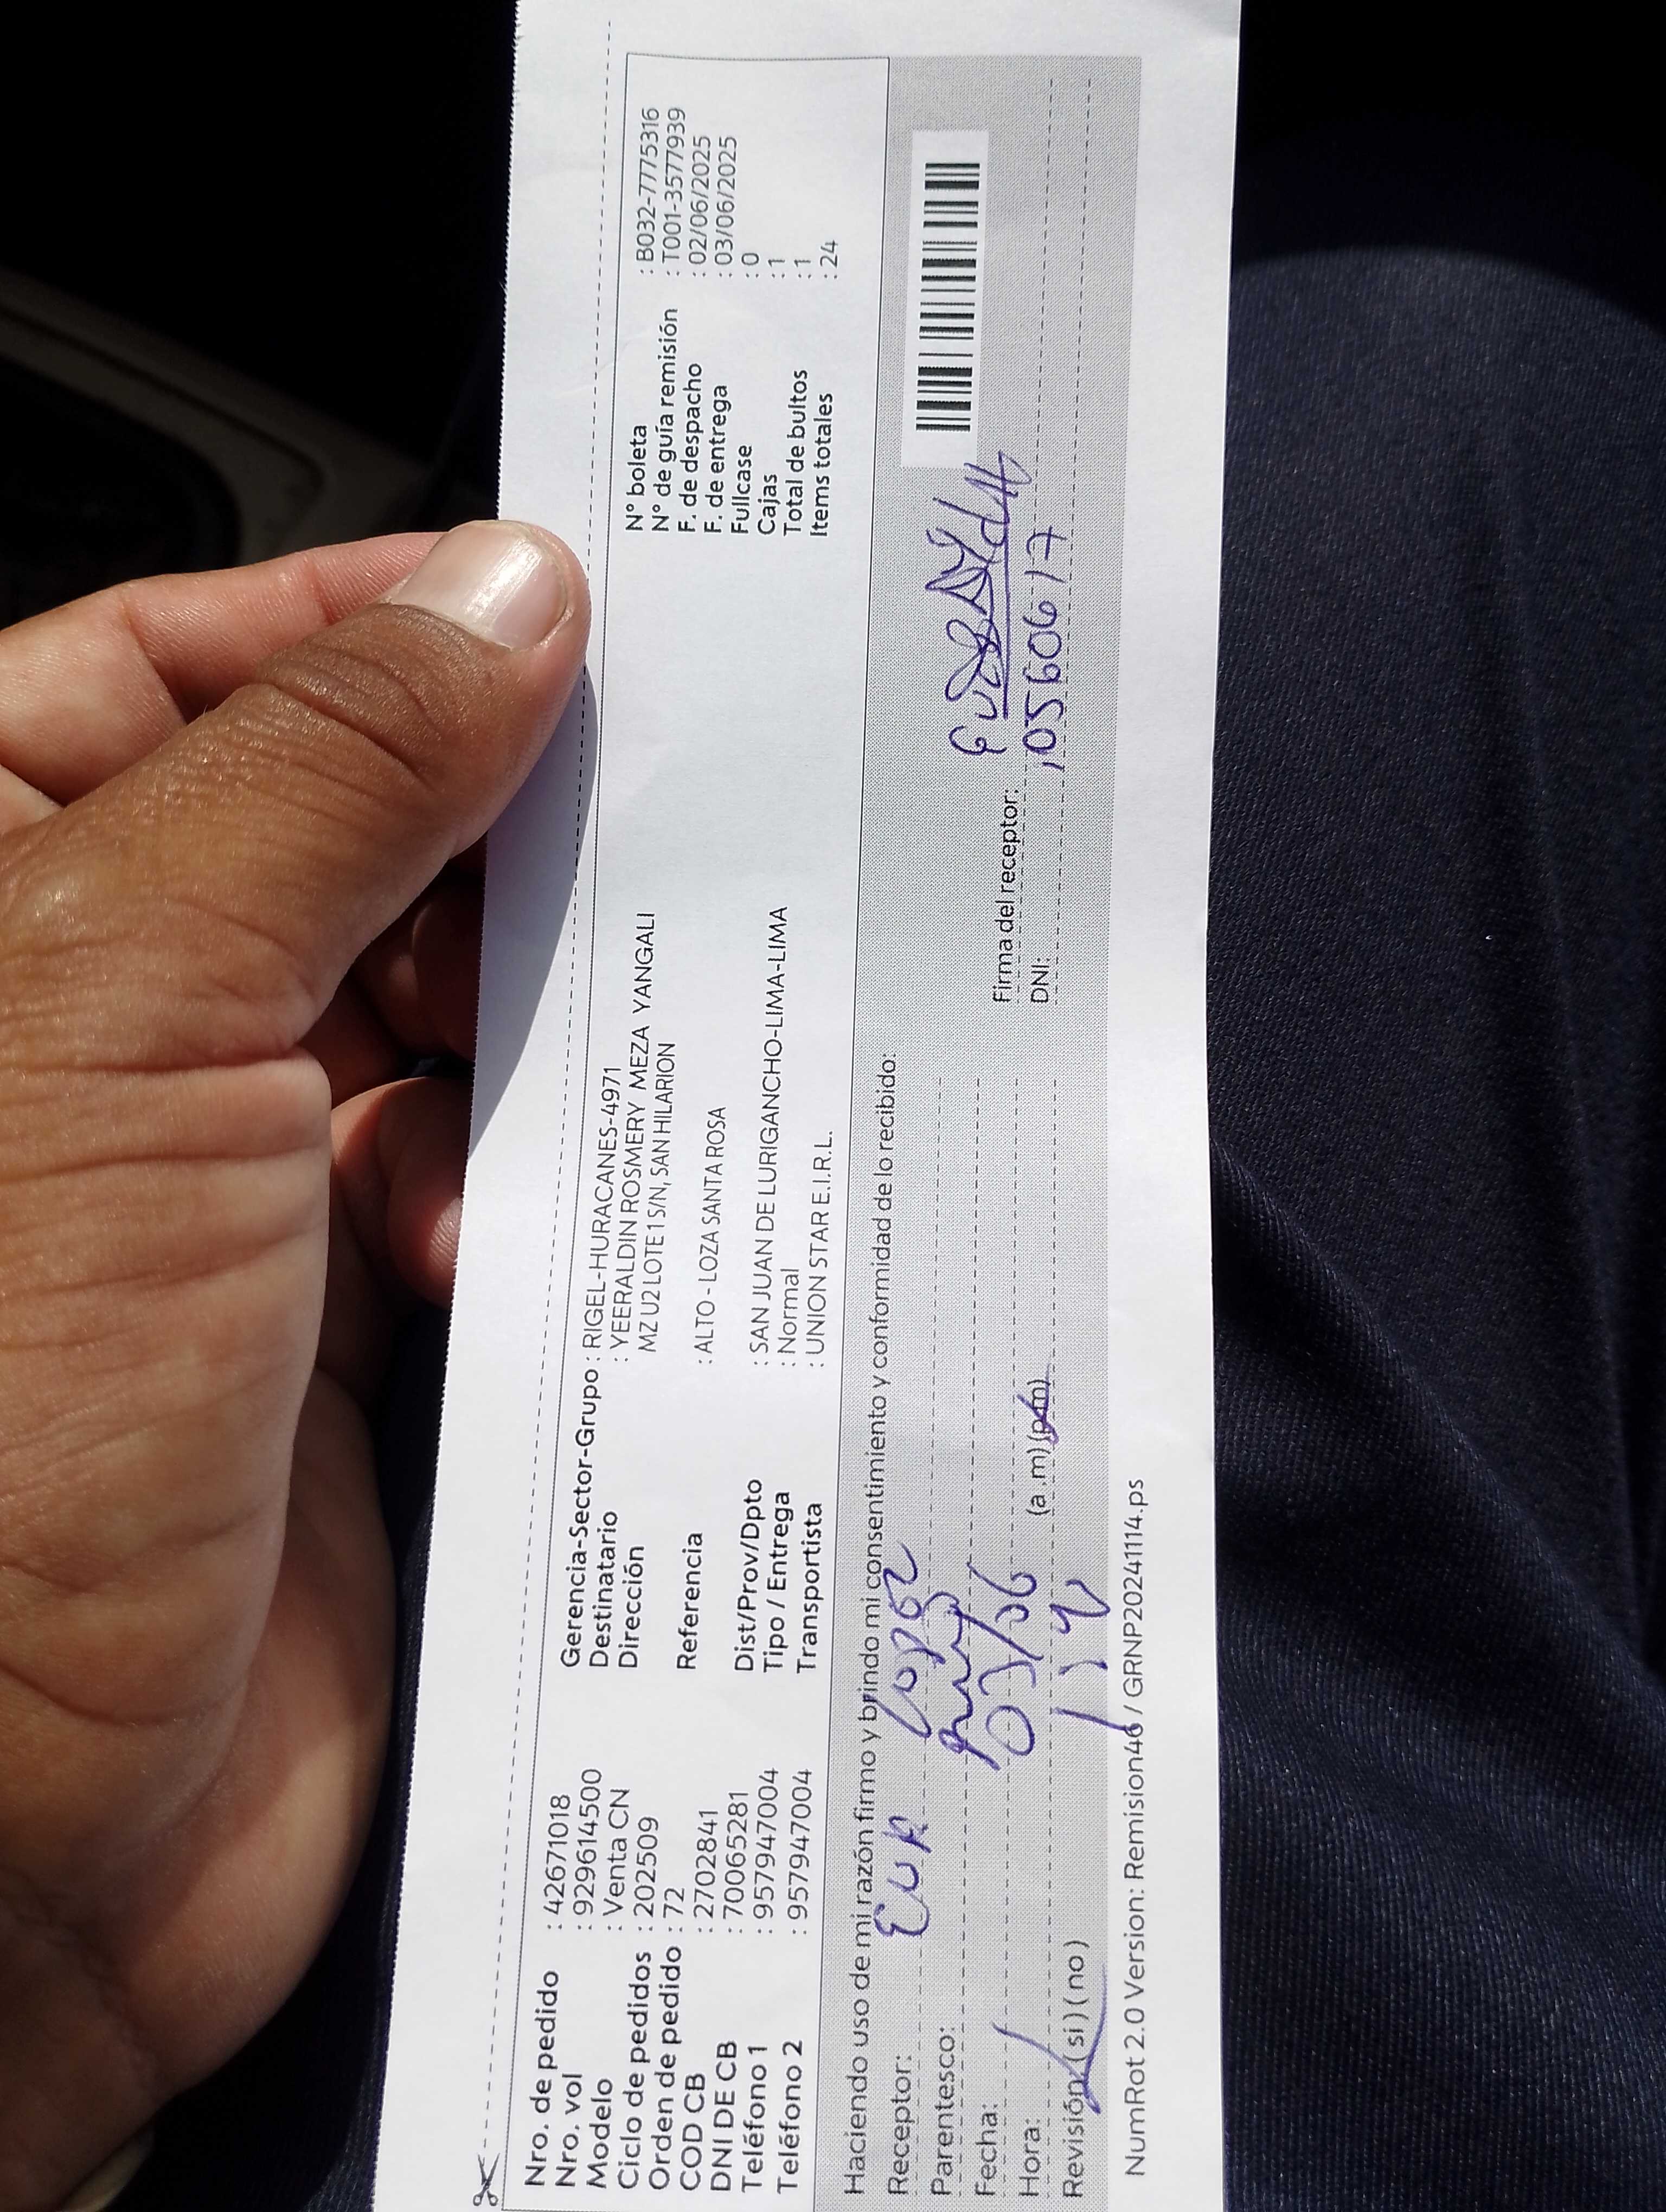 Nro. de pedido : 42671018
Nro. vol : 9296145​00
Modelo : Venta CN
Ciclo de pedidos : 202509
Orden de pedido : 72
COD CB : 2702841
DNI DE CB : 70065281
Teléfono 1 : 957947004
Teléfono 2 : 957947004
Gerencia-Sector-Grupo : RIGEL-HURACANES-4971
Destinatario : YEERALDIN ROSMERY MEZA YANGALI
Dirección MZ U2 LOTE 1 S/N, SAN HILARION
Referencia : ALTO - LOZA SANTA ROSA
Dist/Prov/Dpto : SAN JUAN DE LURIGANCHO-LIMA-LIMA
Tipo / Entrega : Normal
Transportista : UNION STAR E.I.R.L.
N° boleta : B032-7775316
N° de guía remisión : T001-3577939
F. de despacho : 02/06/2025
F. de entrega : 03/06/2025
Fullcase : 0
Cajas : 1
Total de bultos : 1
Items totales : 24
Haciendo uso de mi razón firmo y brindo mi consentimiento y conformidad de lo recibido:
Receptor: Eva Lopez
Parentesco:
Fecha: 03/06
Hora: (a .m) (p.m)
Revisión (si) (no)
Firma del receptor:
DNI: 10560617
NumRot 2.0 Version: Remision46 / GRNP20241114.ps